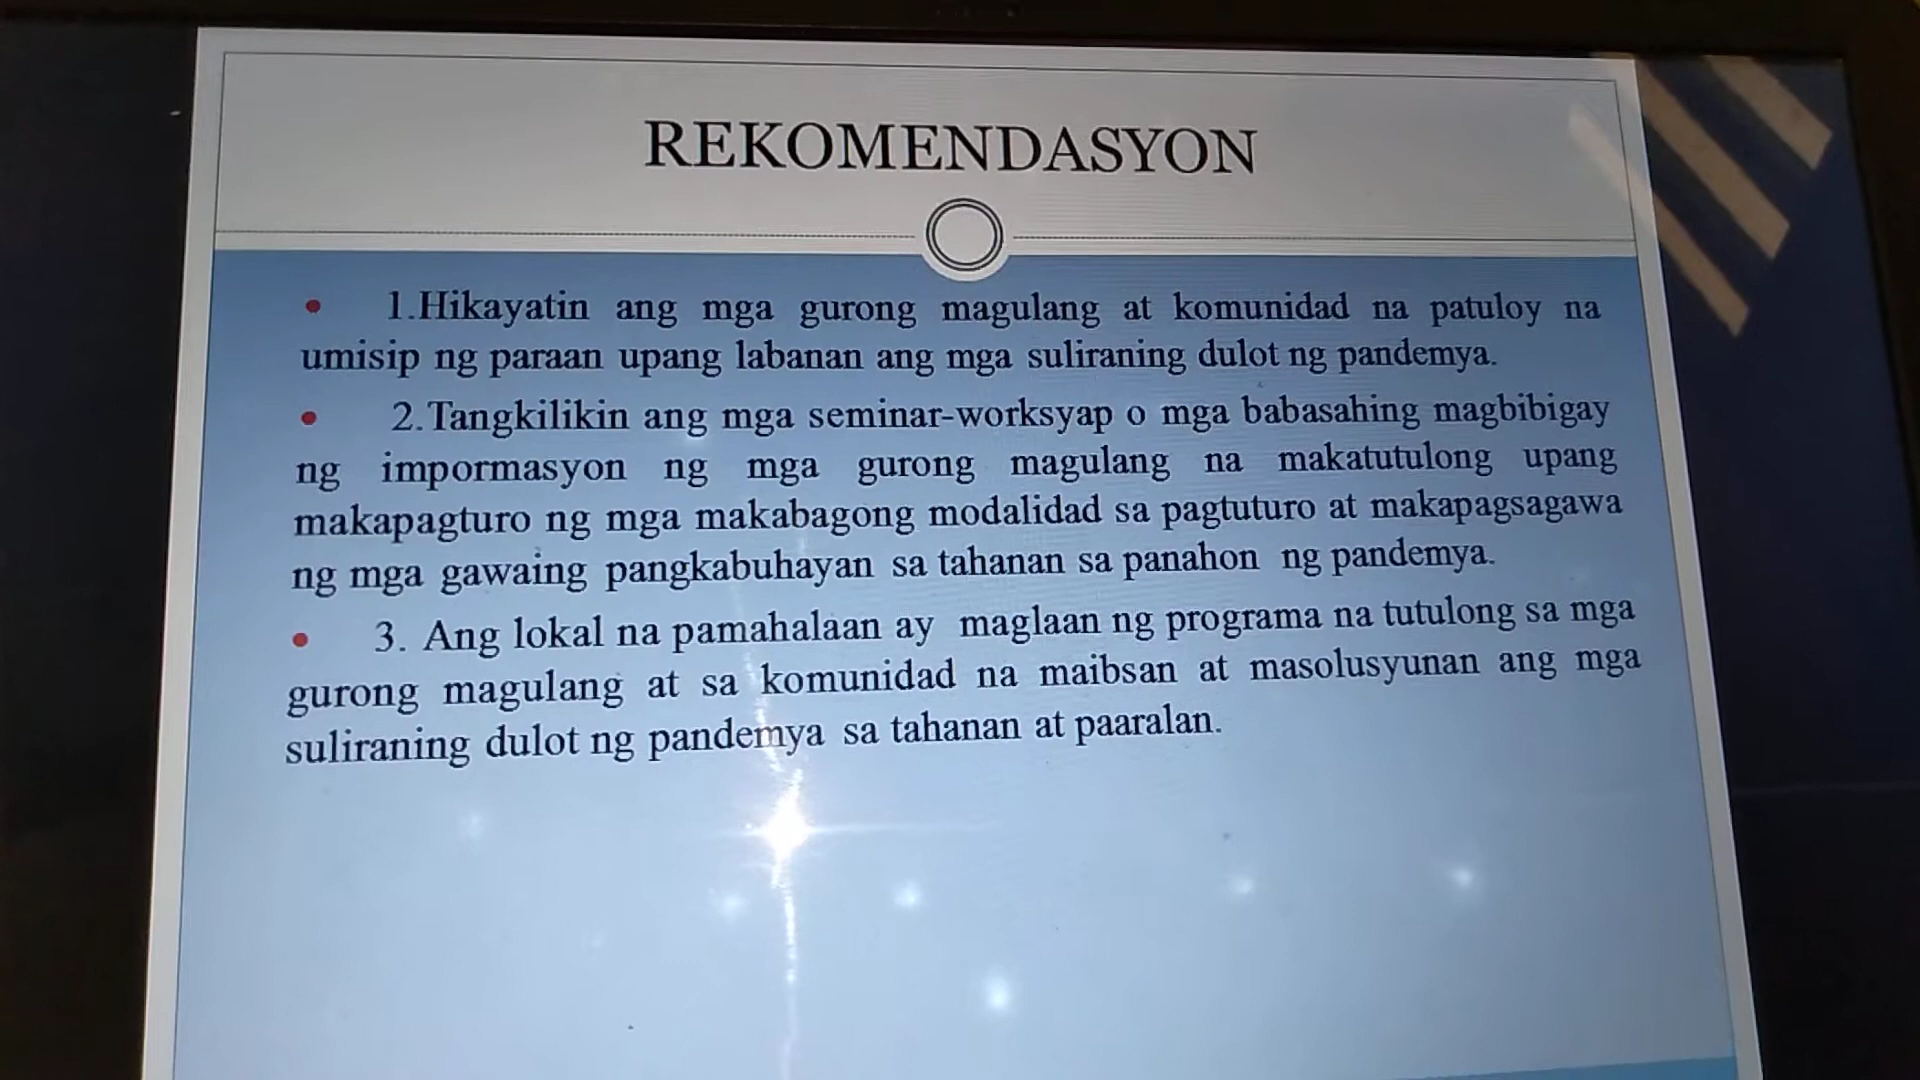 REKOMENDASYON
• 1.Hikayatin ang mga gurong magulang at komunidad na patuloy na
umisip ng paraan upang labanan ang mga suliraning dulot ng pandemya.
• 2.Tangkilikin ang mga seminar-worksyap o mga babasahing magbibigay
ng impormasyon ng mga gurong magulang na makatutulong upang
makapagturo ng mga makabagong modalidad sa pagtuturo at makapagsagawa
ng mga gawaing pangkabuhayan sa tahanan sa panahon ng pandemya.
• 3. Ang lokal na pamahalaan ay maglaan ng programa na tutulong sa mga
gurong magulang at sa komunidad na maibsan at masolusyunan ang mga
suliraning dulot ng pandemya sa tahanan at paaralan.